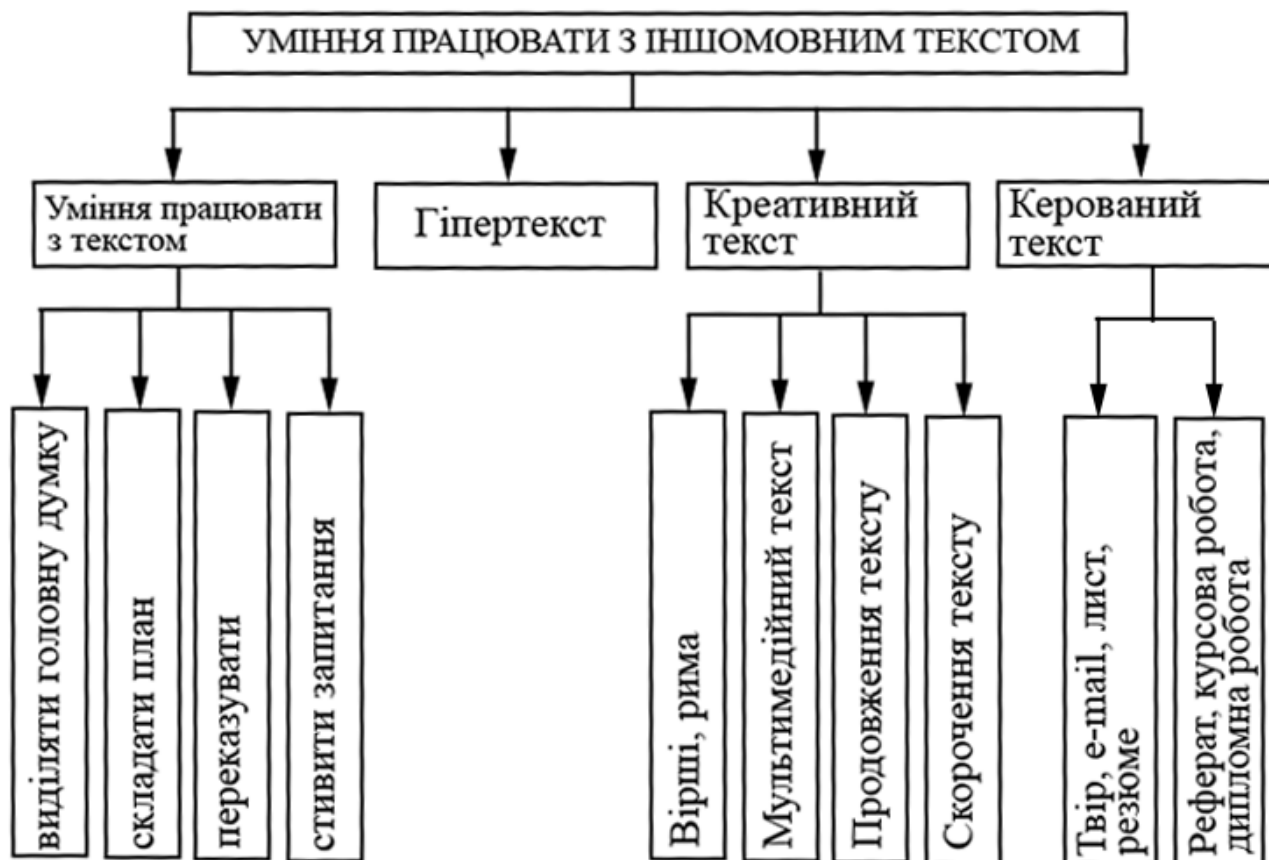 УМІННЯ ПРАЦЮВАТИ З ІНШОМОВНИМ ТЕКСТОМ
Уміння працювати
з текстом
Гіпертекст
Креативний
текст
Керований
текст
виділяти головну думку
складати план
переказувати
стивити запитання
Вірші, рима
Мультимедійний текст
Продовження тексту
Скорочення тексту
Твір, e-mail, лист,
резюме
Реферат, курсова робота,
дипломна робота